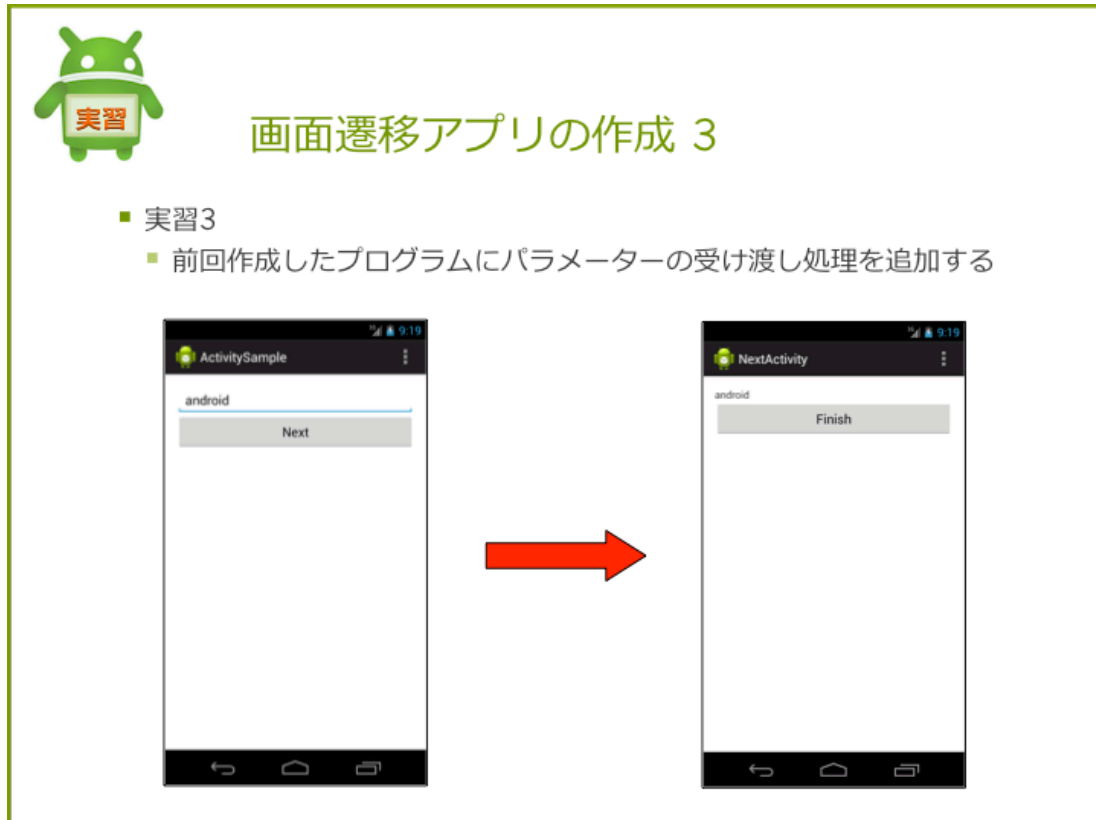 実習
画面遷移アプリの作成 3
実習3
前回作成したプログラムにパラメーターの受け渡し処理を追加する
9:19
ActivitySample
android
Next
9:19
NextActivity
android
Finish